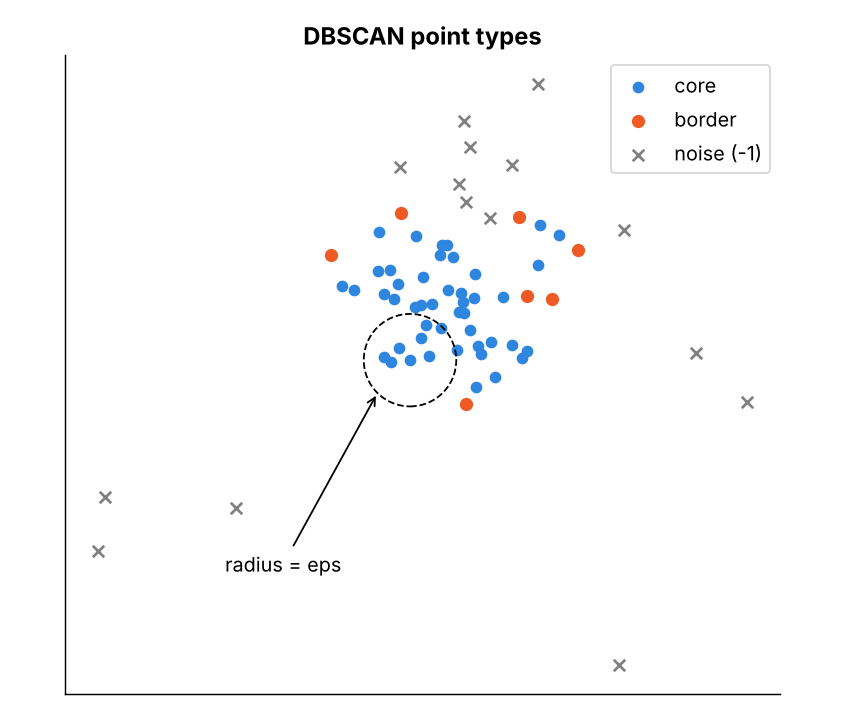 DBSCAN point types
core
border
noise (-1)
radius = eps